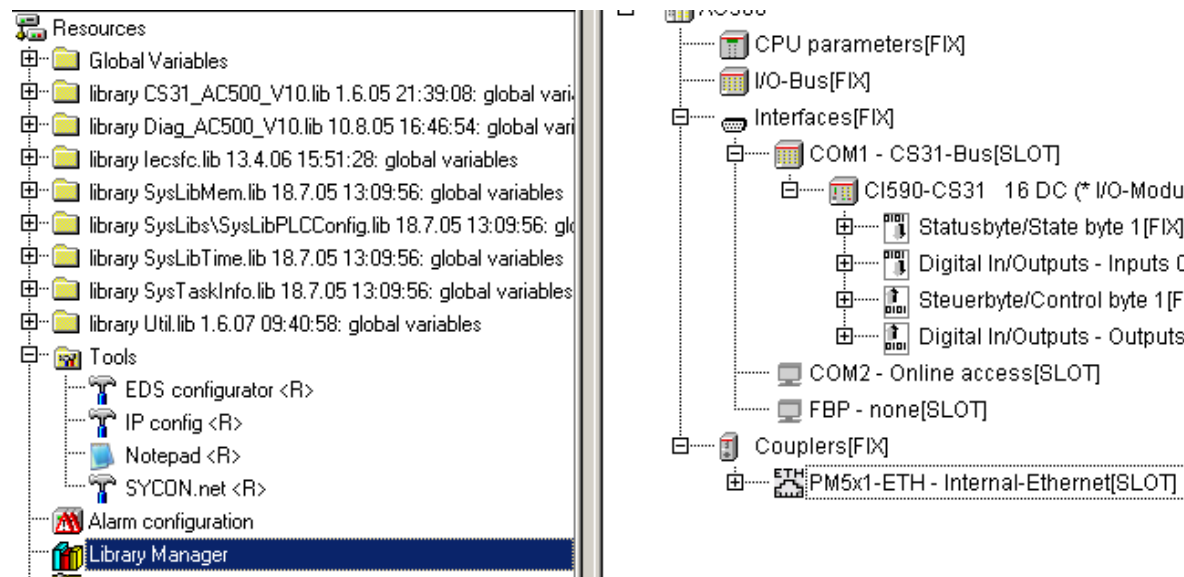 Resources
Global Variables
library CS31_AC500_V10.lib 1.6.05 21:39:08: global vari
library Diag_AC500_V10.lib 10.8.05 16:46:54: global vari
library Iecsfc.lib 13.4.06 15:51:28: global variables
library SysLibMem.lib 18.7.05 13:09:56: global variables
library SysLibs\SysLibPLCConfig.lib 18.7.05 13:09:56: glo
library SysLibTime.lib 18.7.05 13:09:56: global variables
library SysTaskInfo.lib 18.7.05 13:09:56: global variables
library Util.lib 1.6.07 09:40:58: global variables
Tools
EDS configurator <R>
IP config <R>
Notepad <R>
SYCON.net <R>
Alarm configuration
Library Manager
AC500
CPU parameters[FIX]
I/O-Bus[FIX]
Interfaces[FIX]
COM1 - CS31-Bus[SLOT]
CI590-CS31 16 DC (* I/O-Modu
Statusbyte/State byte 1[FIX]
Digital In/Outputs - Inputs
Steuerbyte/Control byte 1[F
Digital In/Outputs - Outputs
COM2 - Online access[SLOT]
FBP - none[SLOT]
Couplers[FIX]
PM5x1-ETH - Internal-Ethernet[SLOT]